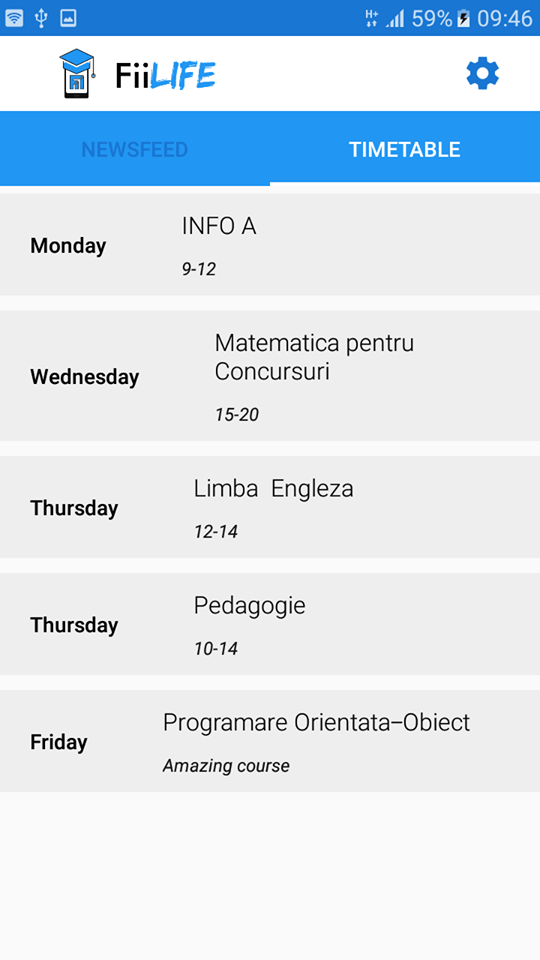 H+ 59% 09:46
FiiLIFE
NEWSFEED TIMETABLE
Monday
INFO A
9-12
Wednesday
Matematica pentru
Concursuri
15-20
Thursday
Limba  Engleza
12-14
Thursday
Pedagogie
10-14
Friday
Programare Orientata–Obiect
Amazing course